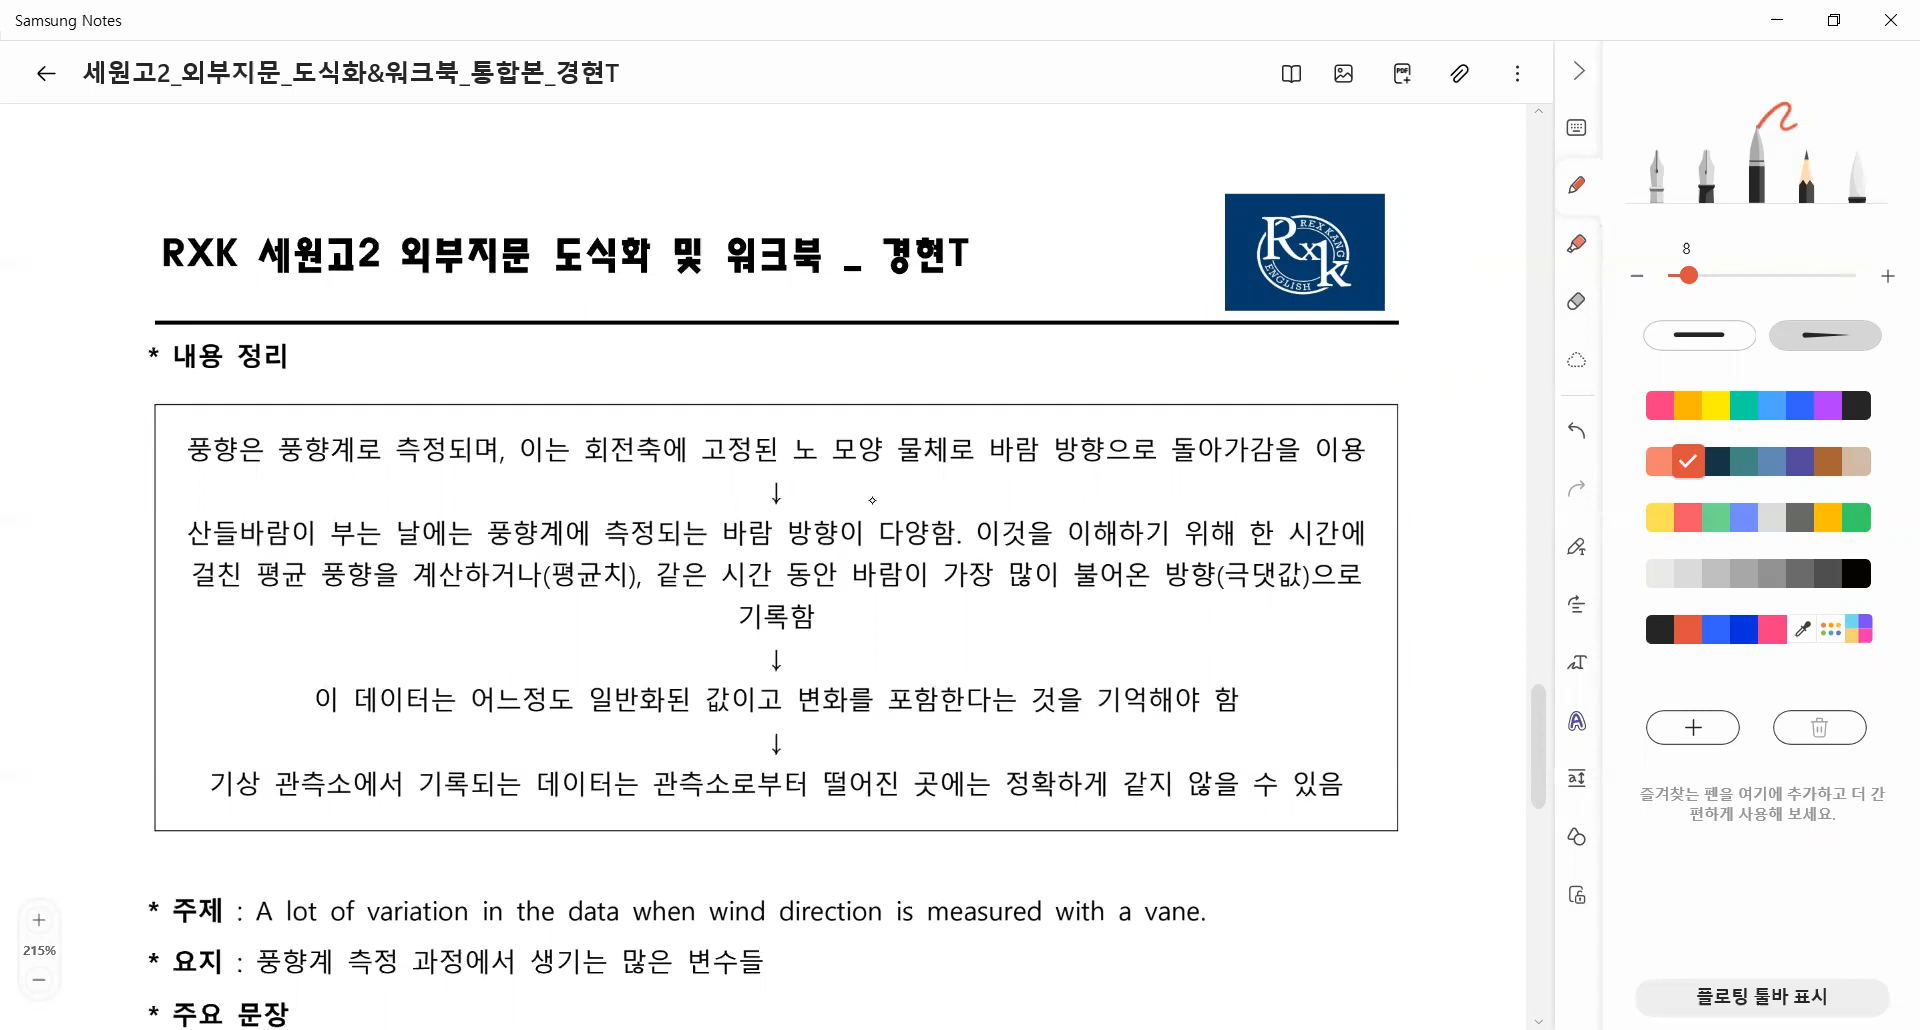 Samsung Notes
세원고2_외부지문_도식화&워크북_통합본_경현T
PDF
RXK 세원고2 외부지문 도식화 및 워크북 _ 경현T
REX KANG
RxK
ENGLISH
* 내용 정리
풍향은 풍향계로 측정되며, 이는 회전축에 고정된 노 모양 물체로 바람 방향으로 돌아가감을 이용
↓
산들바람이 부는 날에는 풍향계에 측정되는 바람 방향이 다양함. 이것을 이해하기 위해 한 시간에
걸친 평균 풍향을 계산하거나(평균치), 같은 시간 동안 바람이 가장 많이 불어온 방향(극댓값)으로
기록함
↓
이 데이터는 어느정도 일반화된 값이고 변화를 포함한다는 것을 기억해야 함
↓
기상 관측소에서 기록되는 데이터는 관측소로부터 떨어진 곳에는 정확하게 같지 않을 수 있음
* 주제 : A lot of variation in the data when wind direction is measured with a vane.
* 요지 : 풍향계 측정 과정에서 생기는 많은 변수들
* 주요 문장
215%
8
즐겨찾는 펜을 여기에 추가하고 더 간
편하게 사용해 보세요.
플로팅 툴바 표시